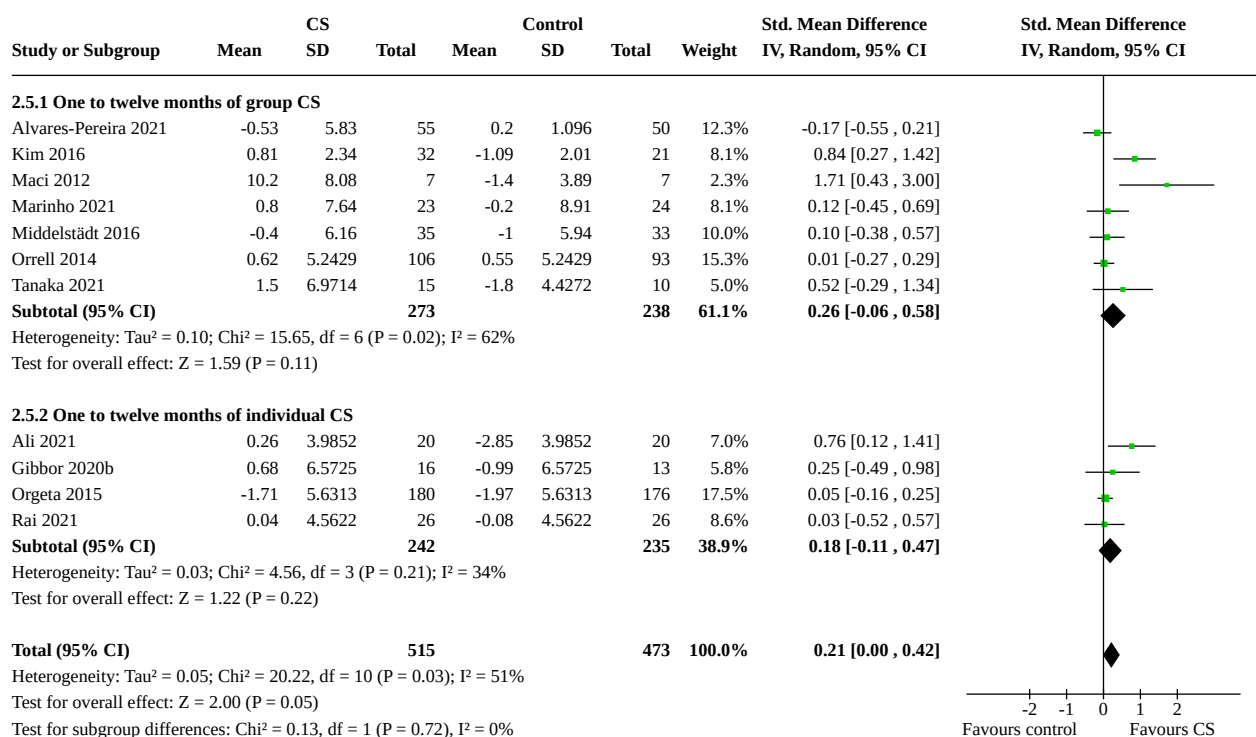 CS Control Std. Mean Difference Std. Mean Difference
Study or Subgroup Mean SD Total Mean SD Total Weight IV, Random, 95% CI IV, Random, 95% CI
2.5.1 One to twelve months of group CS
Alvares-Pereira 2021 -0.53 5.83 55 0.2 1.096 50 12.3% -0.17 [-0.55 , 0.21]
Kim 2016 0.81 2.34 32 -1.09 2.01 21 8.1% 0.84 [0.27 , 1.42]
Maci 2012 10.2 8.08 7 -1.4 3.89 7 2.3% 1.71 [0.43 , 3.00]
Marinho 2021 0.8 7.64 23 -0.2 8.91 24 8.1% 0.12 [-0.45 , 0.69]
Middelstädt 2016 -0.4 6.16 35 -1 5.94 33 10.0% 0.10 [-0.38 , 0.57]
Orrell 2014 0.62 5.2429 106 0.55 5.2429 93 15.3% 0.01 [-0.27 , 0.29]
Tanaka 2021 1.5 6.9714 15 -1.8 4.4272 10 5.0% 0.52 [-0.29 , 1.34]
Subtotal (95% CI) 273 238 61.1% 0.26 [-0.06 , 0.58]
Heterogeneity: Tau² = 0.10; Chi² = 15.65, df = 6 (P = 0.02); I² = 62%
Test for overall effect: Z = 1.59 (P = 0.11)
2.5.2 One to twelve months of individual CS
Ali 2021 0.26 3.9852 20 -2.85 3.9852 20 7.0% 0.76 [0.12 , 1.41]
Gibbor 2020b 0.68 6.5725 16 -0.99 6.5725 13 5.8% 0.25 [-0.49 , 0.98]
Orgeta 2015 -1.71 5.6313 180 -1.97 5.6313 176 17.5% 0.05 [-0.16 , 0.25]
Rai 2021 0.04 4.5622 26 -0.08 4.5622 26 8.6% 0.03 [-0.52 , 0.57]
Subtotal (95% CI) 242 235 38.9% 0.18 [-0.11 , 0.47]
Heterogeneity: Tau² = 0.03; Chi² = 4.56, df = 3 (P = 0.21); I² = 34%
Test for overall effect: Z = 1.22 (P = 0.22)
Total (95% CI) 515 473 100.0% 0.21 [0.00 , 0.42]
Heterogeneity: Tau² = 0.05; Chi² = 20.22, df = 10 (P = 0.03); I² = 51%
Test for overall effect: Z = 2.00 (P = 0.05)
-2 -1 0 1 2
Test for subgroup differences: Chi² = 0.13, df = 1 (P = 0.72), I² = 0% Favours control Favours CS